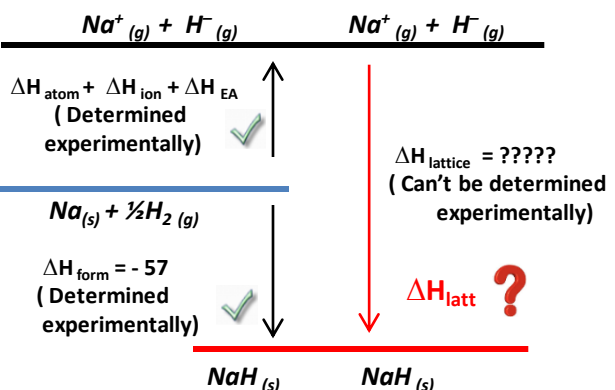 Na⁺ (g) + H⁻ (g)
Na⁺ (g) + H⁻ (g)
ΔH atom + ΔH ion + ΔH EA
( Determined
experimentally)
ΔH lattice = ?????
( Can't be determined
experimentally)
Na(s) + ½H₂ (g)
ΔH form = - 57
( Determined
experimentally)
ΔHlatt ?
NaH (s)
NaH (s)